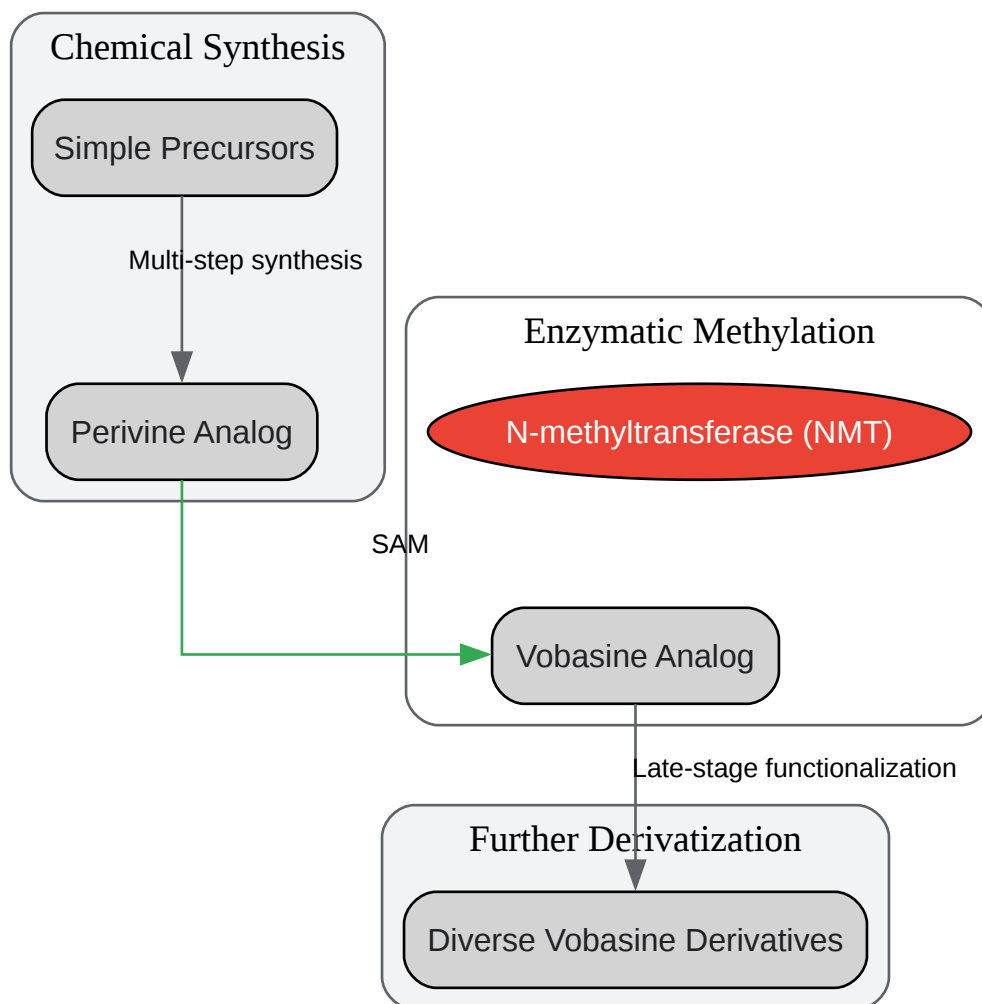 Chemical Synthesis
Simple Precursors
Multi-step synthesis
Perivine Analog
Enzymatic Methylation
N-methyltransferase (NMT)
SAM
Vobasine Analog
Late-stage functionalization
Further Derivatization
Diverse Vobasine Derivatives